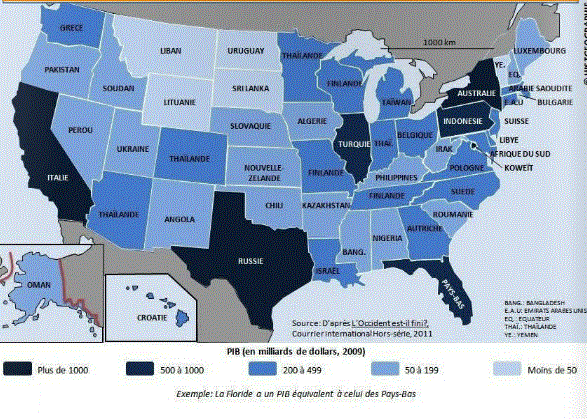 GRECE
LIBAN
URUGUAY
THAÏLANDE
1000 km
LUXEMBOURG
PAKISTAN
SOUDAN
SRI LANKA
FINLANDE
YE.
EQ.
ARABIE SAOUDITE
LITUANIE
TAÏWAN
AUSTRALIE
E.A.U
BULGARIE
PEROU
SLOVAQUIE
ALGERIE
INDONESIE
SUISSE
UKRAINE
THAÏLANDE
TURQUIE
THAÏ.
BELGIQUE
IRAK
LIBYE
AFRIQUE DU SUD
KOWEÏT
ITALIE
NOUVELLE-
ZELANDE
FINLANDE
PHILIPPINES
POLOGNE
THAÏLANDE
ANGOLA
CHILI
KAZAKHSTAN
FINLANDE
SUEDE
ROUMANIE
RUSSIE
BANG.
NIGERIA
AUTRICHE
ISRAËL
PAYS-BAS
OMAN
CROATIE
BANG.: BANGLADESH
E.A.U: EMIRATS ARABES UNIS
EQ.: EQUATEUR
THAÏ.: THAÏLANDE
YE.: YEMEN
Source: D'après L'Occident est-il fini?,
Courrier International Hors-série, 2011
PIB (en milliards de dollars, 2009)
Plus de 1000
500 à 1000
200 à 499
50 à 199
Moins de 50
Exemple: La Floride a un PIB équivalent à celui des Pays-Bas